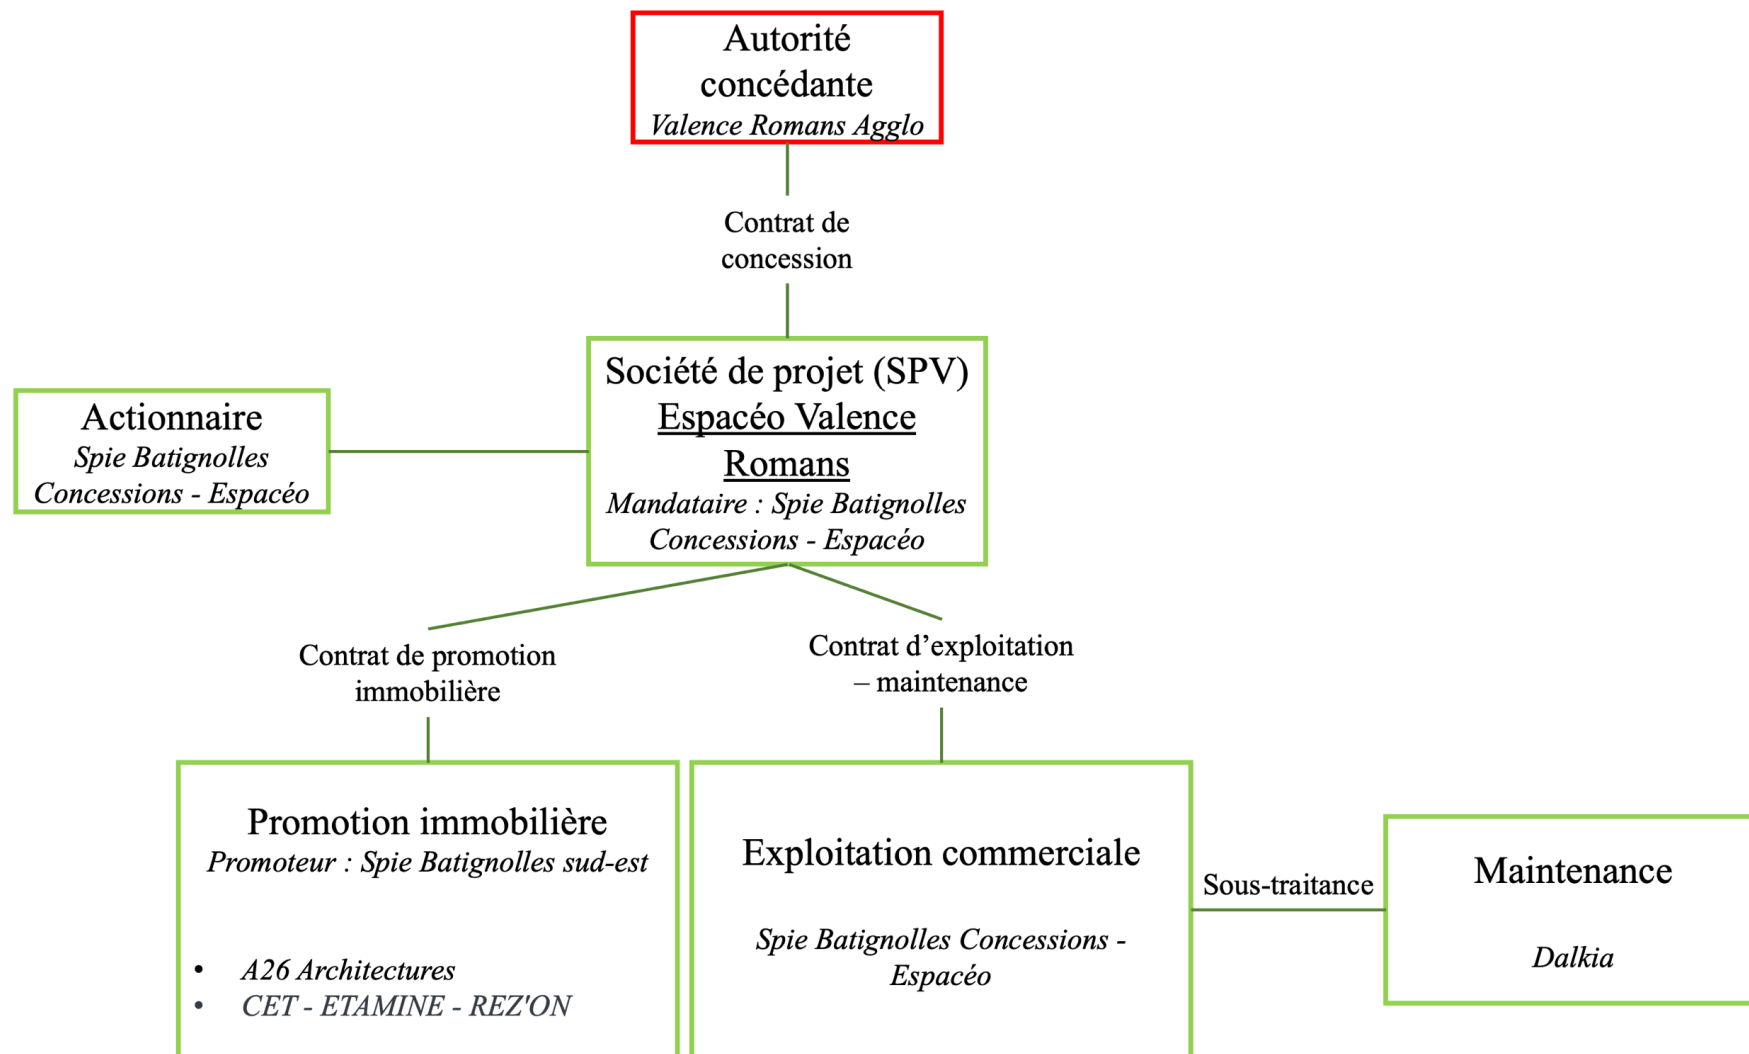 Autorité
concédante
Valence Romans Agglo
Contrat de
concession
Société de projet (SPV)
Espacéo Valence
Romans
Mandataire : Spie Batignolles
Concessions - Espacéo
Actionnaire
Spie Batignolles
Concessions - Espacéo
Contrat de promotion
immobilière
Contrat d’exploitation
– maintenance
Promotion immobilière
Promoteur : Spie Batignolles sud-est
• A26 Architectures
• CET - ETAMINE - REZ'ON
Exploitation commerciale
Spie Batignolles Concessions -
Espacéo
Sous-traitance
Maintenance
Dalkia